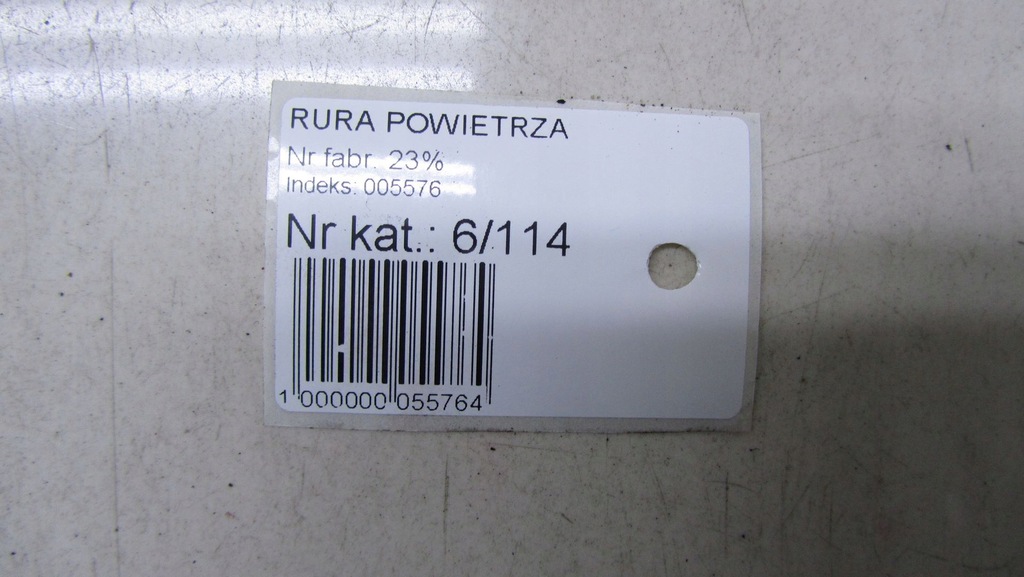 RURA POWIETRZA
Nr fabr. 23%
Indeks: 005576
Nr kat.: 6/114
1 000000 055764